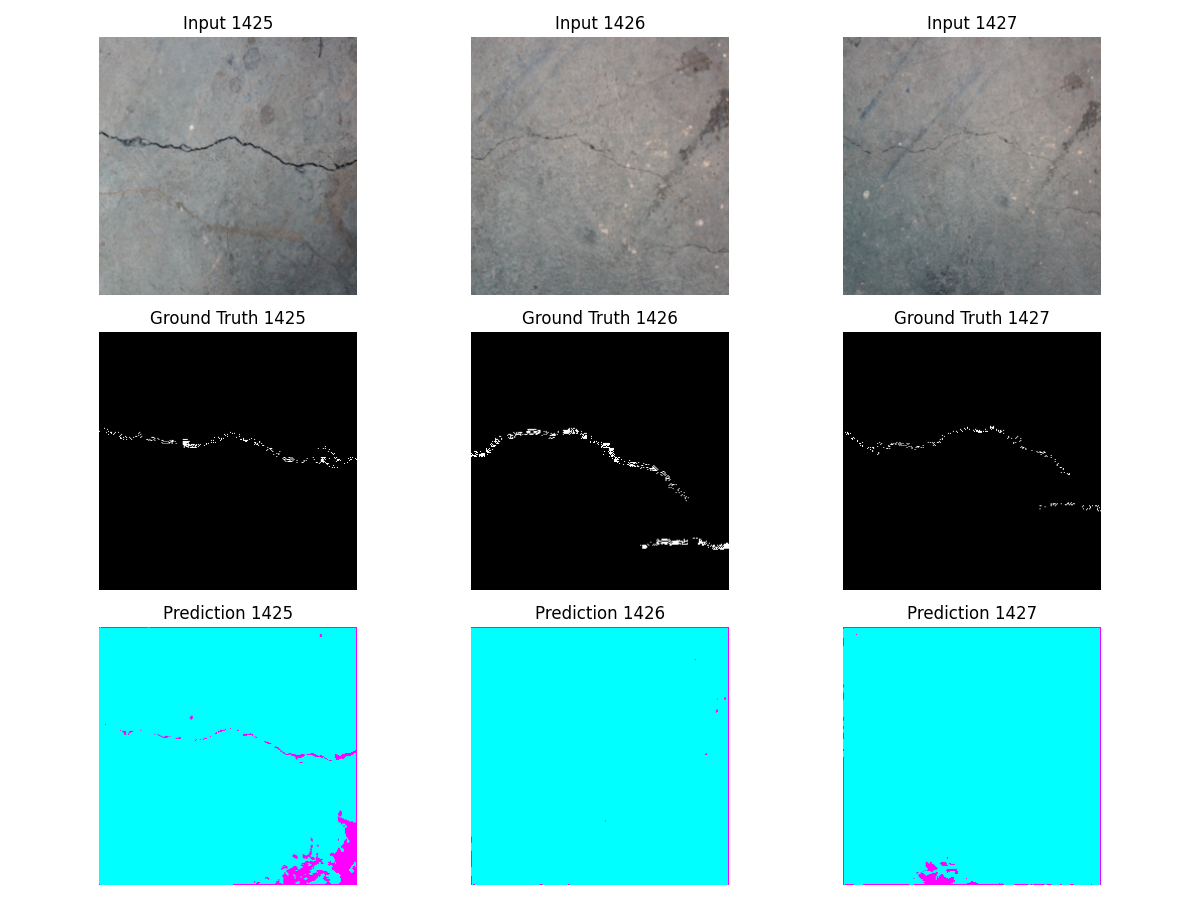 Input 1425
Input 1426
Input 1427
Ground Truth 1425
Ground Truth 1426
Ground Truth 1427
Prediction 1425
Prediction 1426
Prediction 1427